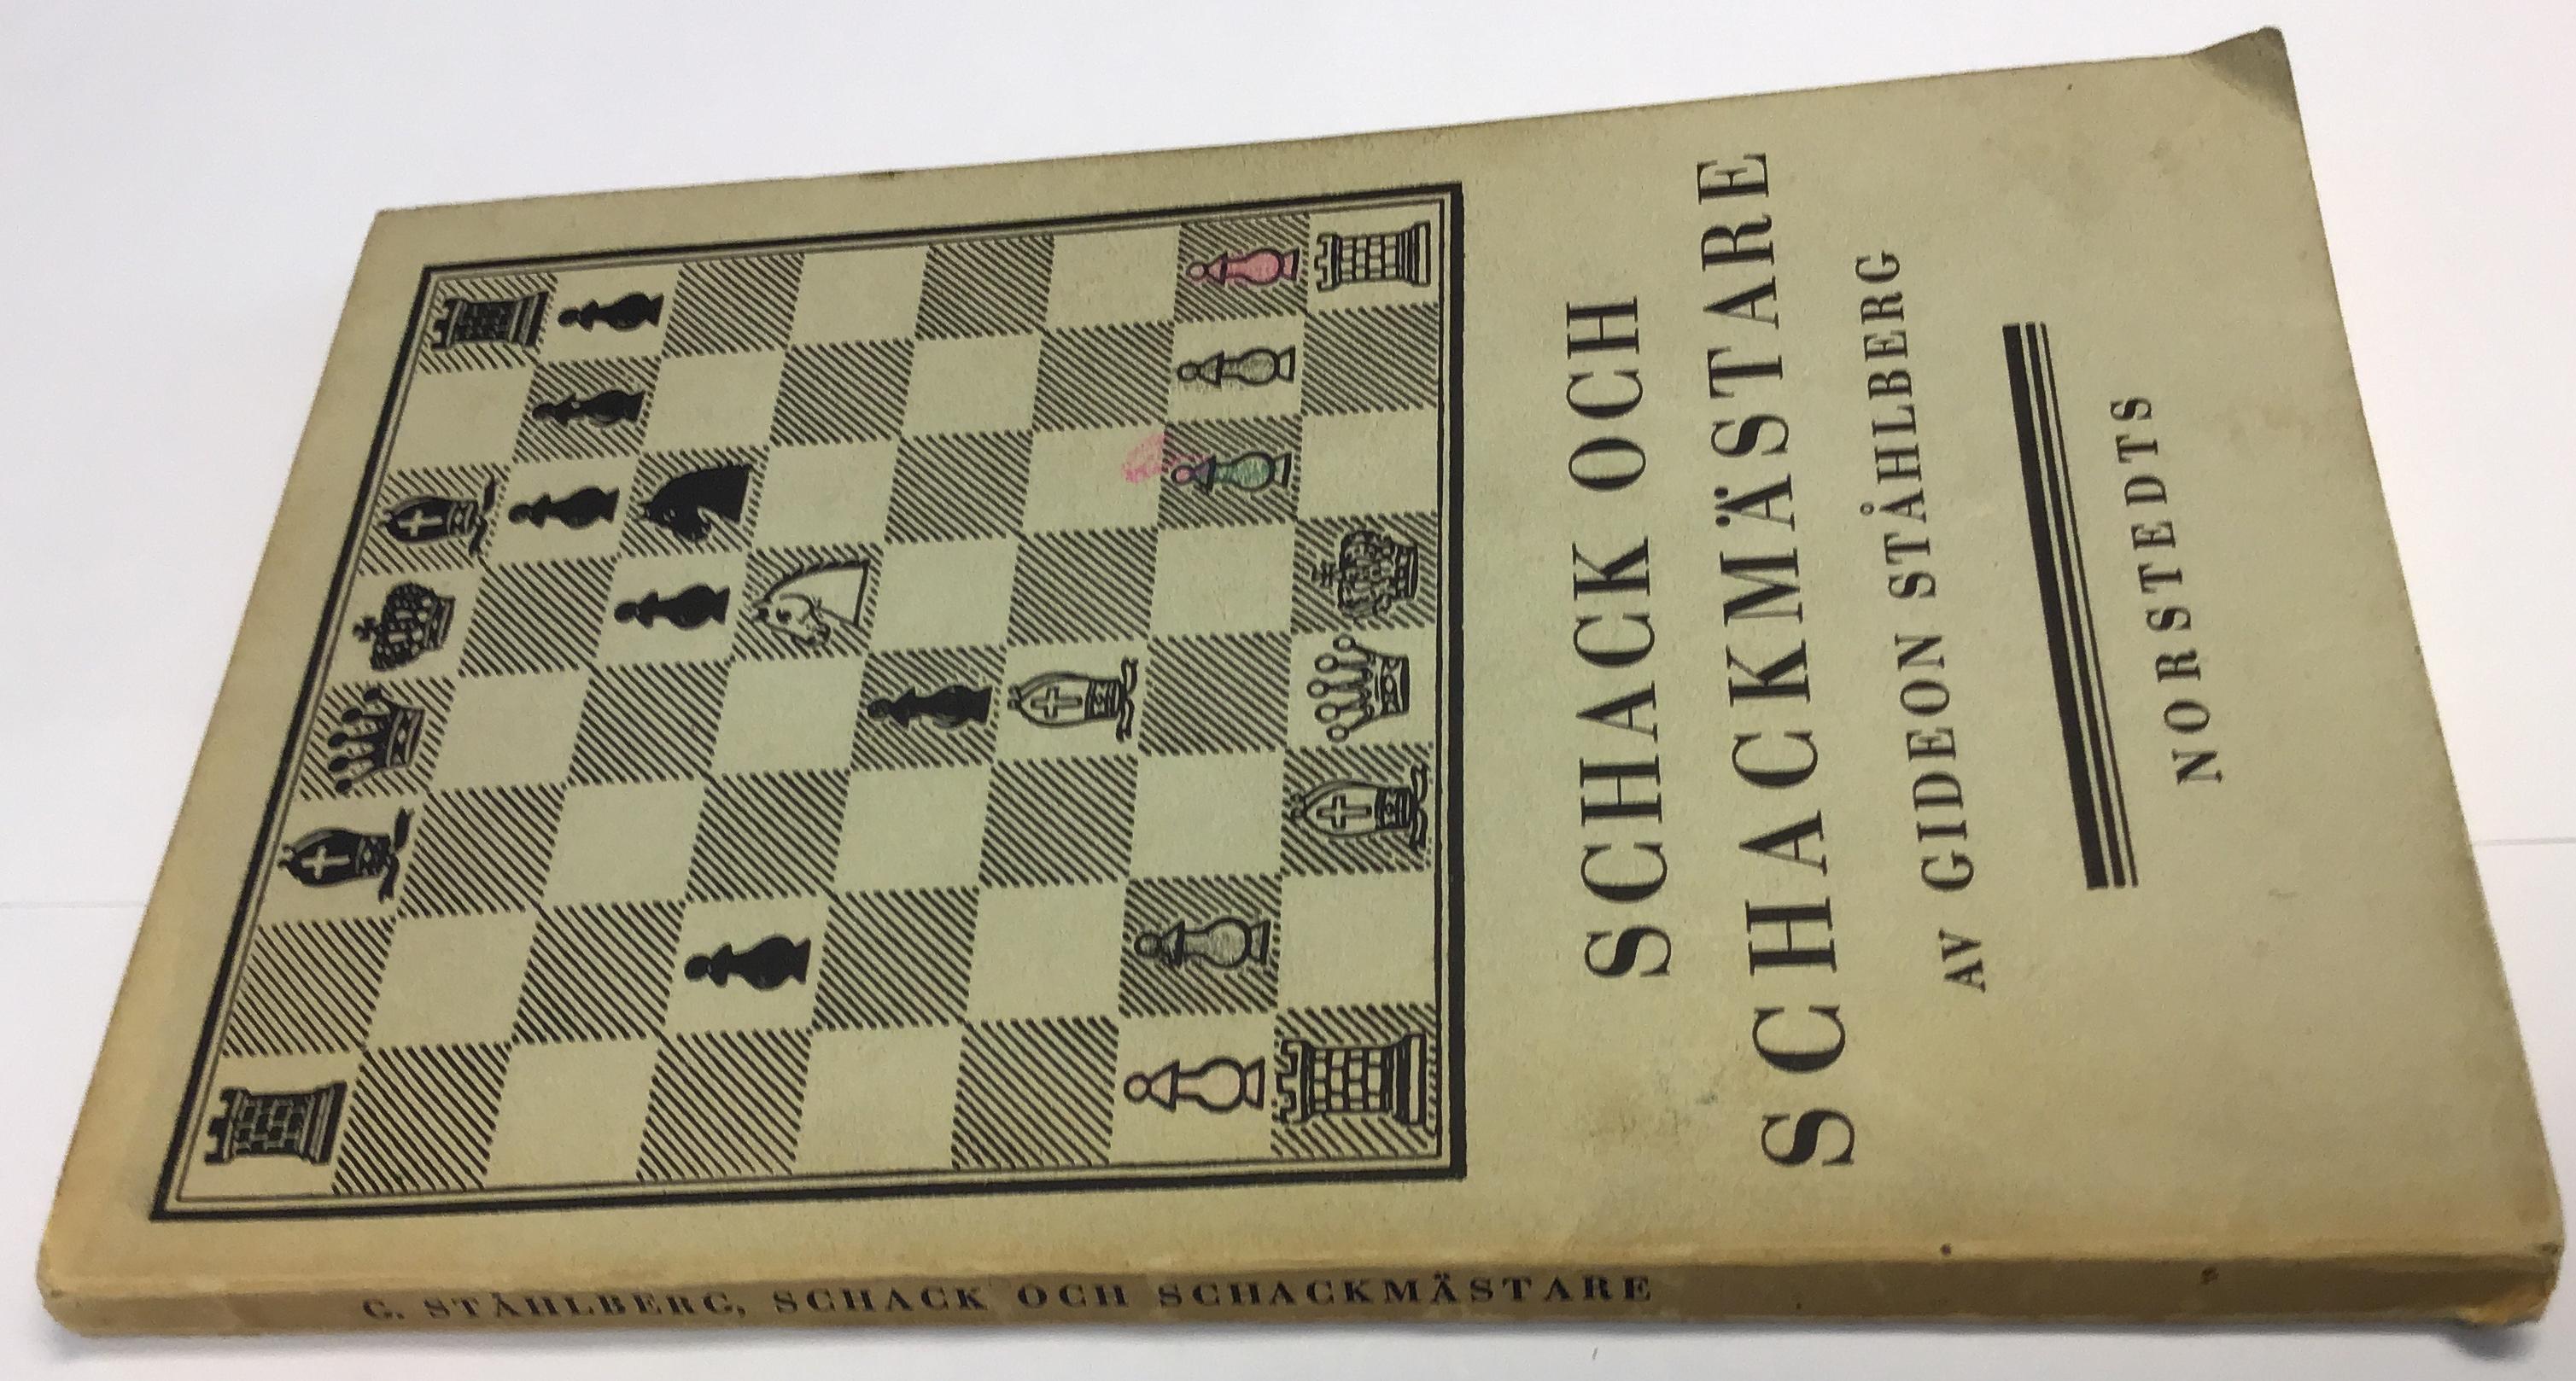 SCHACK OCH
SCHACKMÄSTARE
AV GIDEON STÅHLBERG
NORSTEDTS
G. STÅHLBERG, SCHACK OCH SCHACKMÄSTARE